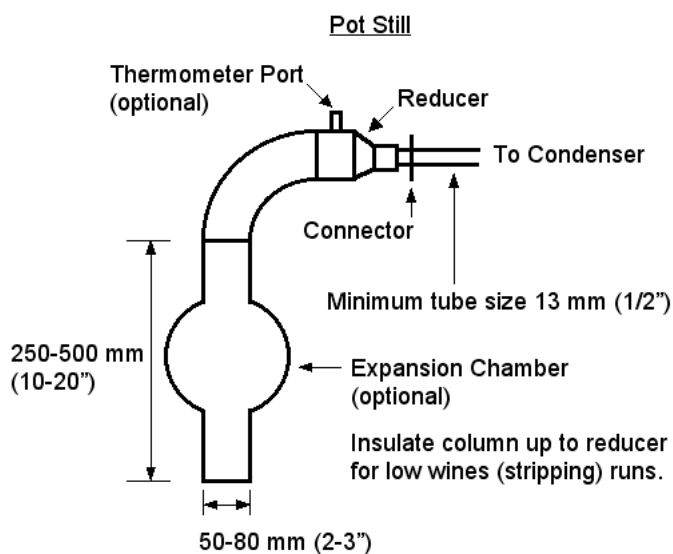 Pot Still
Thermometer Port
(optional)
Reducer
To Condenser
Connector
Minimum tube size 13 mm (1/2”)
250-500 mm
(10-20”)
Expansion Chamber
(optional)
Insulate column up to reducer
for low wines (stripping) runs.
50-80 mm (2-3”)